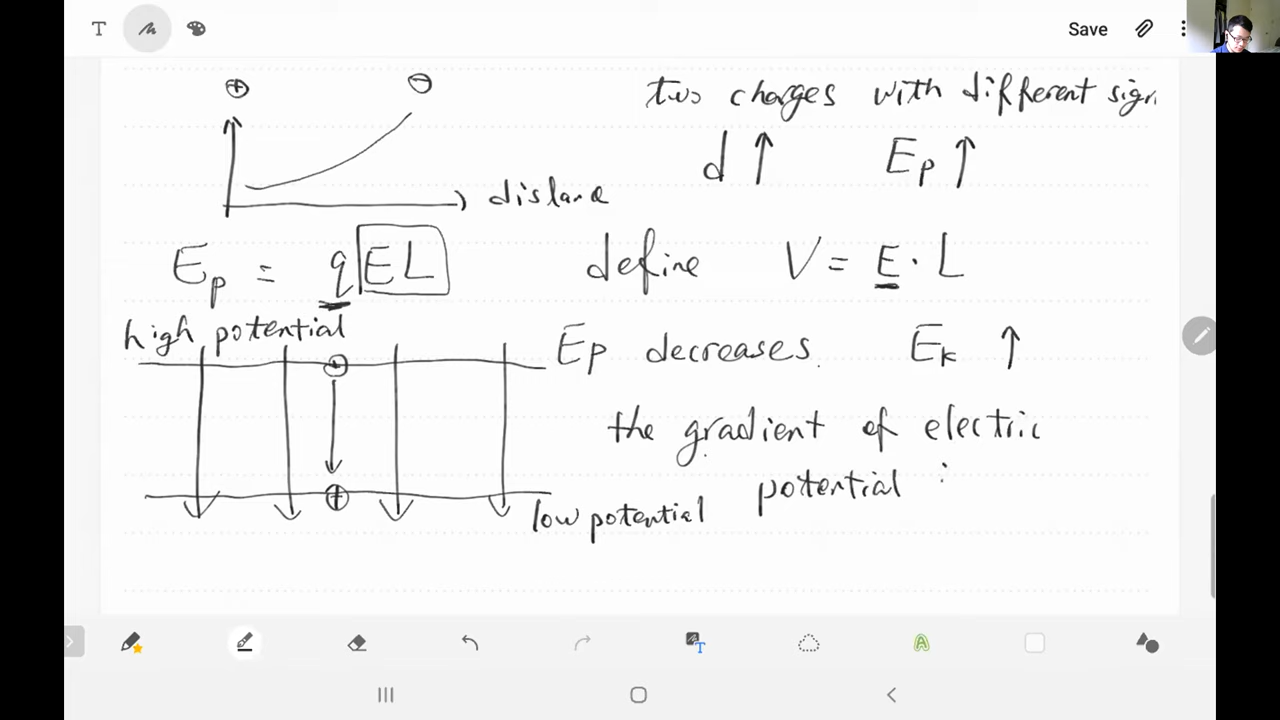 T Save
⊕ ⊖
two charges with different sign
d ↑ Ep ↑
distance
Ep = qEL define V = E · L
high potential
Ep decreases. Ek ↑
the gradient of electric
potential
low potential